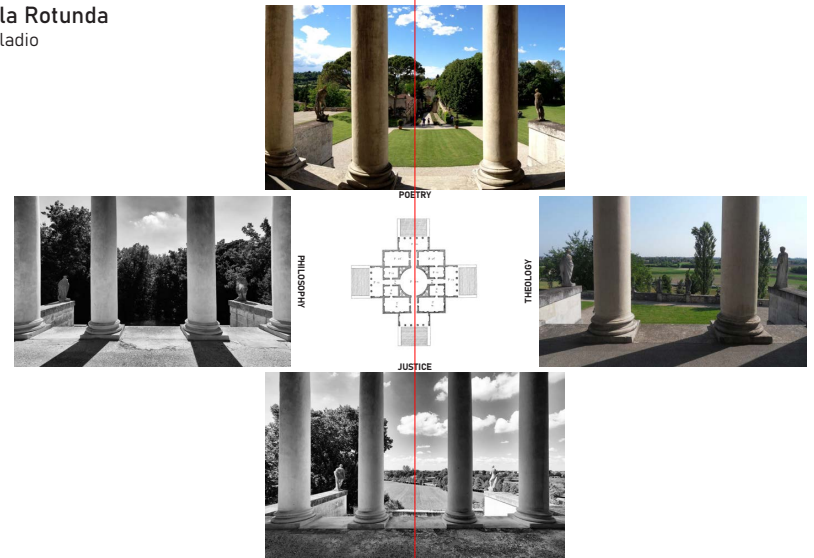 la Rotunda
ladio
POETRY
PHILOSOPHY
THEOLOGY
JUSTICE